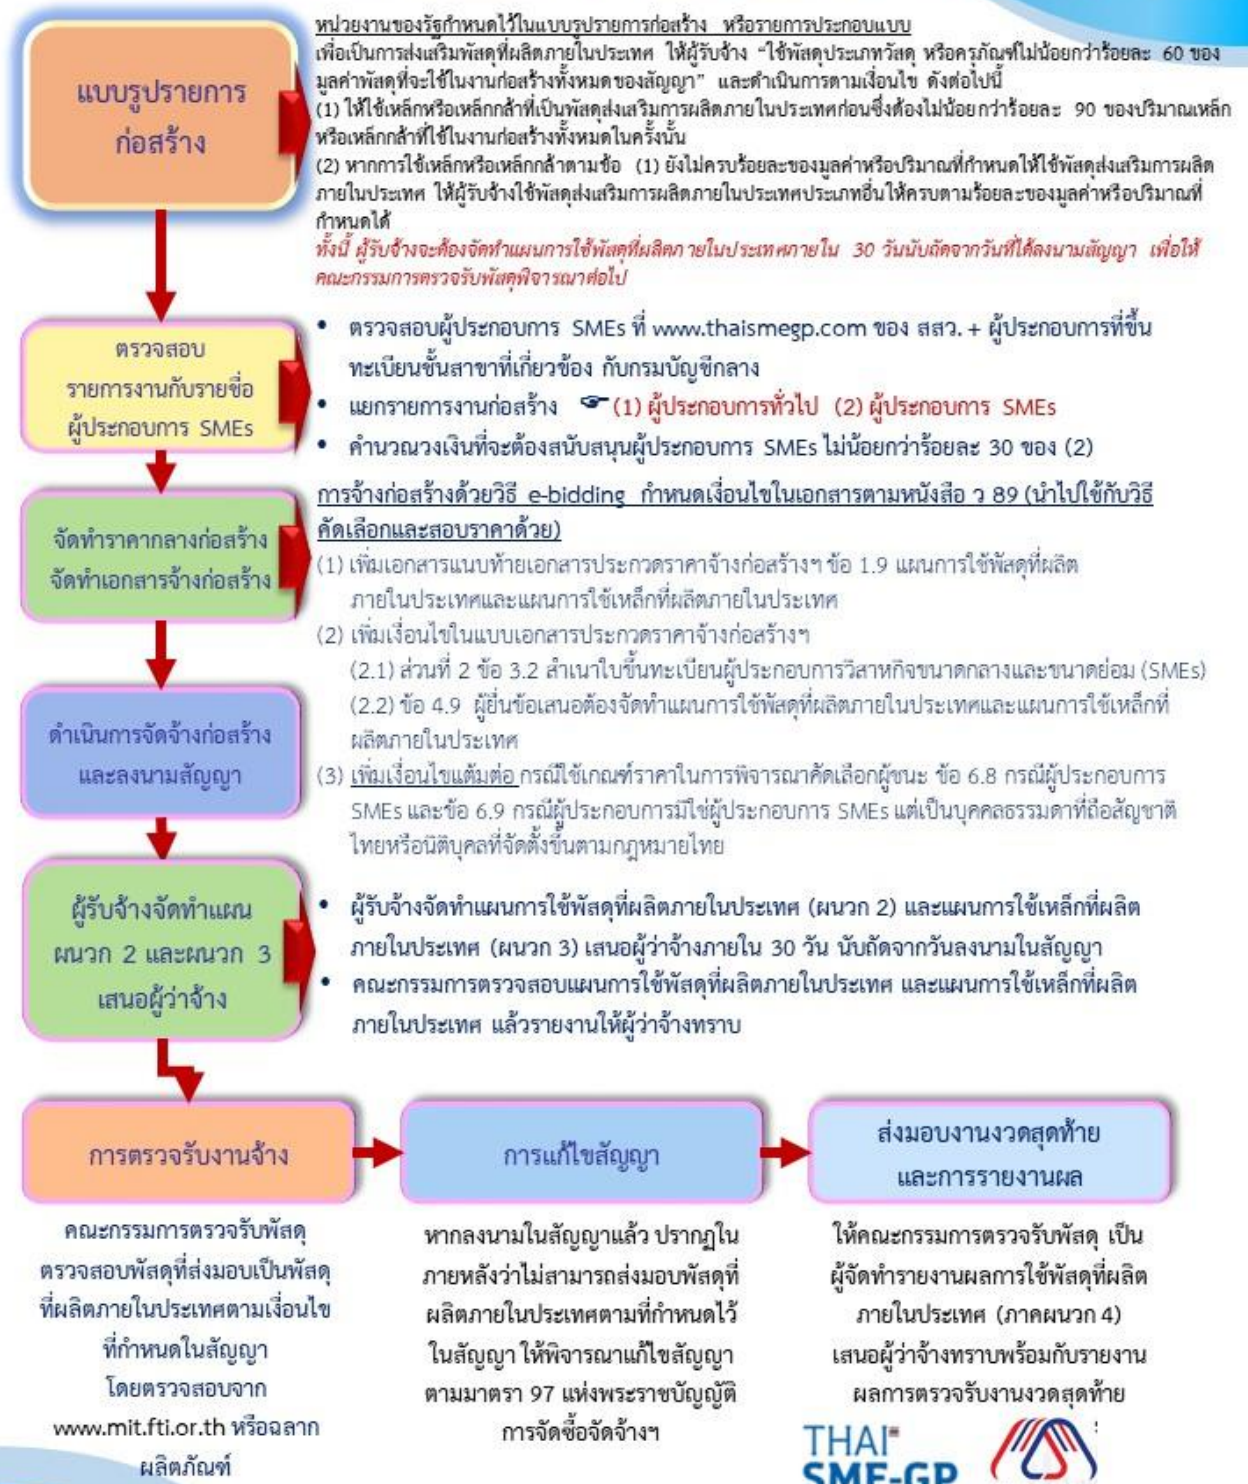 แบบรูปรายการ
ก่อสร้าง
หน่วยงานของรัฐกำหนดไว้ในแบบรูปรายการก่อสร้าง หรือรายการประกอบแบบ
เพื่อเป็นการส่งเสริมพัสดุที่ผลิตภายในประเทศ ให้ผู้รับจ้าง “ใช้พัสดุประเภทวัสดุ หรือครุภัณฑ์ไม่น้อยกว่าร้อยละ 60 ของ
มูลค่าพัสดุที่จะใช้ในงานก่อสร้างทั้งหมดของสัญญา” และดำเนินการตามเงื่อนไข ดังต่อไปนี้
(1) ให้ใช้เหล็กหรือเหล็กกล้าที่เป็นพัสดุส่งเสริมการผลิตภายในประเทศก่อนซึ่งต้องไม่น้อยกว่าร้อยละ 90 ของปริมาณเหล็ก
หรือเหล็กกล้าที่ใช้ในงานก่อสร้างทั้งหมดในครั้งนั้น
(2) หากการใช้เหล็กหรือเหล็กกล้าตามข้อ (1) ยังไม่ครบร้อยละของมูลค่าหรือปริมาณที่กำหนดให้ใช้พัสดุส่งเสริมการผลิต
ภายในประเทศ ให้ผู้รับจ้างใช้พัสดุส่งเสริมการผลิตภายในประเทศประเภทอื่นให้ครบตามร้อยละของมูลค่าหรือปริมาณที่
กำหนดได้
ทั้งนี้ ผู้รับจ้างจะต้องจัดทำแผนการใช้พัสดุที่ผลิตภายในประเทศภายใน 30 วันนับถัดจากวันที่ได้ลงนามสัญญา เพื่อให้
คณะกรรมการตรวจรับพัสดุพิจารณาต่อไป
ตรวจสอบ
รายการงานกับรายชื่อ
ผู้ประกอบการ SMEs
• ตรวจสอบผู้ประกอบการ SMEs ที่ www.thaismegp.com ของ สสว. + ผู้ประกอบการที่ขึ้น
ทะเบียนชั้นสาขาที่เกี่ยวข้อง กับกรมบัญชีกลาง
• แยกรายการงานก่อสร้าง ☞ (1) ผู้ประกอบการทั่วไป (2) ผู้ประกอบการ SMEs
• คำนวณวงเงินที่จะต้องสนับสนุนผู้ประกอบการ SMEs ไม่น้อยกว่าร้อยละ 30 ของ (2)
จัดทำราคากลางก่อสร้าง
จัดทำเอกสารจ้างก่อสร้าง
การจ้างก่อสร้างด้วยวิธี e-bidding กำหนดเงื่อนไขในเอกสารตามหนังสือ ว 89 (นำไปใช้กับวิธี
คัดเลือกและสอบราคาด้วย)
(1) เพิ่มเอกสารแนบท้ายเอกสารประกวดราคาจ้างก่อสร้างฯ ข้อ 1.9 แผนการใช้พัสดุที่ผลิต
ภายในประเทศและแผนการใช้เหล็กที่ผลิตภายในประเทศ
(2) เพิ่มเงื่อนไขในแบบเอกสารประกวดราคาจ้างก่อสร้างฯ
(2.1) ส่วนที่ 2 ข้อ 3.2 สำเนาใบขึ้นทะเบียนผู้ประกอบการวิสาหกิจขนาดกลางและขนาดย่อม (SMEs)
(2.2) ข้อ 4.9 ผู้ยื่นข้อเสนอต้องจัดทำแผนการใช้พัสดุที่ผลิตภายในประเทศและแผนการใช้เหล็กที่
ผลิตภายในประเทศ
(3) เพิ่มเงื่อนไขแต้มต่อ กรณีใช้เกณฑ์ราคาในการพิจารณาคัดเลือกผู้ชนะ ข้อ 6.8 กรณีผู้ประกอบการ
SMEs และข้อ 6.9 กรณีผู้ประกอบการมิใช่ผู้ประกอบการ SMEs แต่เป็นบุคคลธรรมดาที่ถือสัญชาติ
ไทยหรือนิติบุคลที่จัดตั้งขึ้นตามกฎหมายไทย
ดำเนินการจัดจ้างก่อสร้าง
และลงนามสัญญา
ผู้รับจ้างจัดทำแผน
ผนวก 2 และผนวก 3
เสนอผู้ว่าจ้าง
• ผู้รับจ้างจัดทำแผนการใช้พัสดุที่ผลิตภายในประเทศ (ผนวก 2) และแผนการใช้เหล็กที่ผลิต
ภายในประเทศ (ผนวก 3) เสนอผู้ว่าจ้างภายใน 30 วัน นับถัดจากวันลงนามในสัญญา
• คณะกรรมการตรวจสอบแผนการใช้พัสดุที่ผลิตภายในประเทศ และแผนการใช้เหล็กที่ผลิต
ภายในประเทศ แล้วรายงานให้ผู้ว่าจ้างทราบ
การตรวจรับงานจ้าง
คณะกรรมการตรวจรับพัสดุ
ตรวจสอบพัสดุที่ส่งมอบเป็นพัสดุ
ที่ผลิตภายในประเทศตามเงื่อนไข
ที่กำหนดในสัญญา
โดยตรวจสอบจาก
www.mit.fti.or.th หรือฉลาก
ผลิตภัณฑ์
การแก้ไขสัญญา
หากลงนามในสัญญาแล้ว ปรากฏใน
ภายหลังว่าไม่สามารถส่งมอบพัสดุที่
ผลิตภายในประเทศตามที่กำหนดไว้
ในสัญญา ให้พิจารณาแก้ไขสัญญา
ตามมาตรา 97 แห่งพระราชบัญญัติ
การจัดซื้อจัดจ้างฯ
ส่งมอบงานงวดสุดท้าย
และการรายงานผล
ให้คณะกรรมการตรวจรับพัสดุ เป็น
ผู้จัดทำรายงานผลการใช้พัสดุที่ผลิต
ภายในประเทศ (ภาคผนวก 4)
เสนอผู้ว่าจ้างทราบพร้อมกับรายงาน
ผลการตรวจรับงานงวดสุดท้าย
THAI
SME-GP